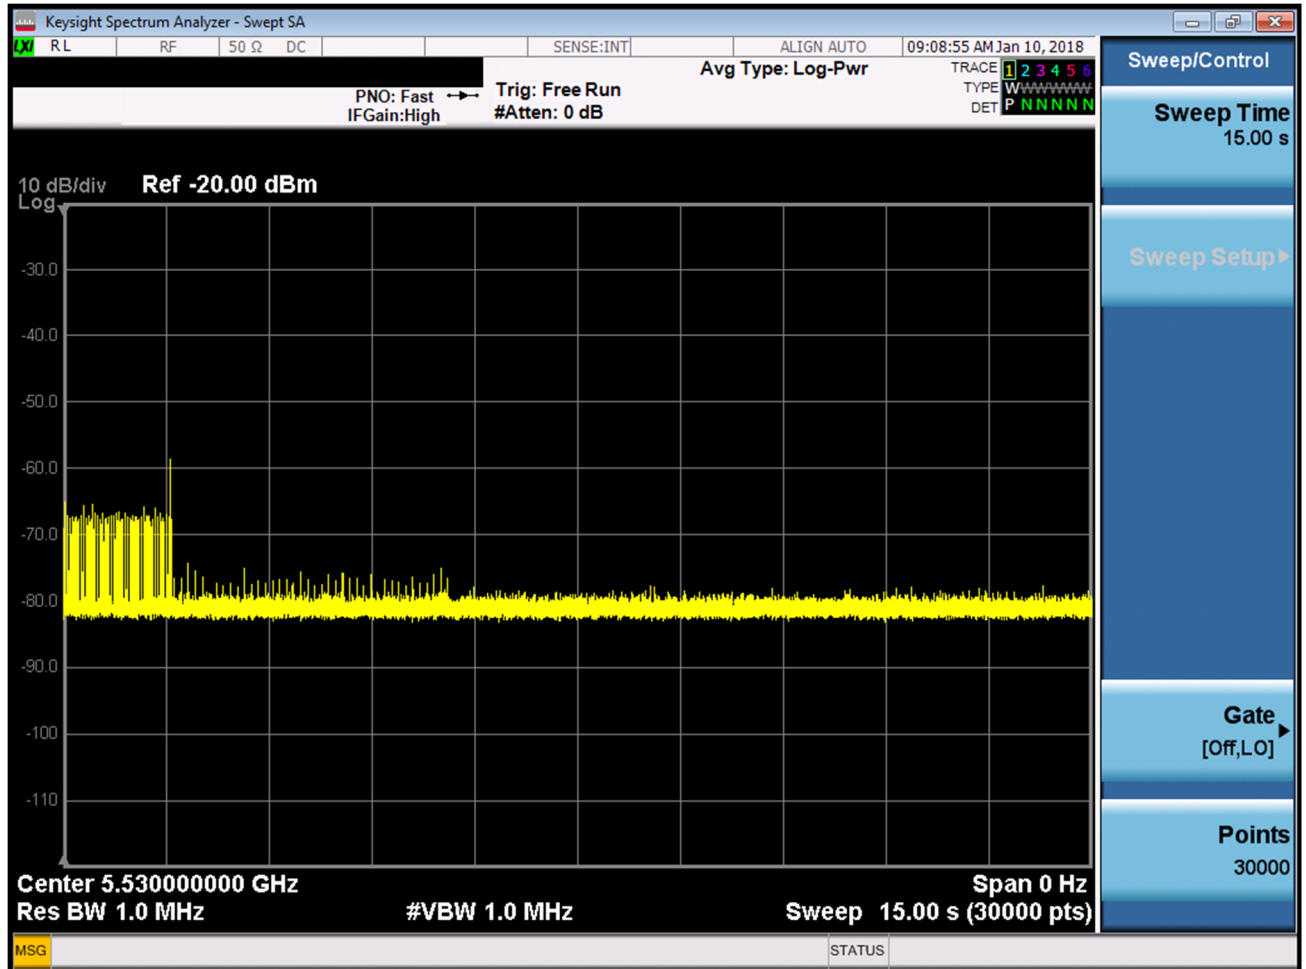 Keysight Spectrum Analyzer - Swept SA
LXI RL RF 50 Ω DC SENSE:INT ALIGN AUTO 09:08:55 AM Jan 10, 2018
Avg Type: Log-Pwr
TRACE 1 2 3 4 5 6
PNO: Fast
Trig: Free Run
TYPE W W W W W W
IFGain:High
#Atten: 0 dB
DET P N N N N N
10 dB/div
Ref -20.00 dBm
Log
-30.0
-40.0
-50.0
-60.0
-70.0
-80.0
-90.0
-100
-110
Center 5.530000000 GHz
Span 0 Hz
Res BW 1.0 MHz
#VBW 1.0 MHz
Sweep 15.00 s (30000 pts)
MSG
STATUS
Sweep/Control
Sweep Time
15.00 s
Sweep Setup
Gate
[Off,LO]
Points
30000